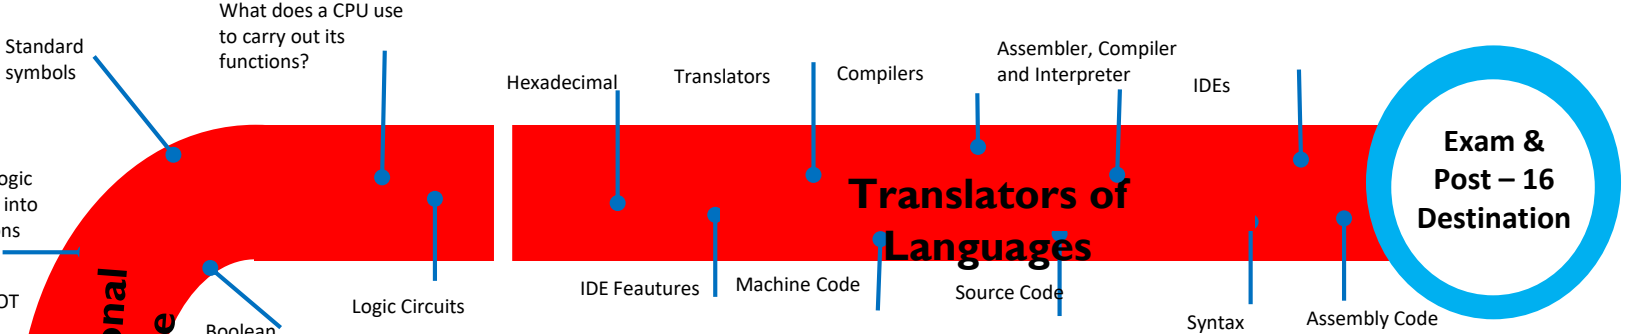 What does a CPU use
to carry out its
functions?
Standard
symbols
Hexadecimal
Translators
Compilers
Assembler, Compiler
and Interpreter
IDEs
Exam &
Post – 16
Destination
Translators of
Languages
into
OT
Boolean
Logic Circuits
IDE Feautures
Machine Code
Source Code
Syntax
Assembly Code